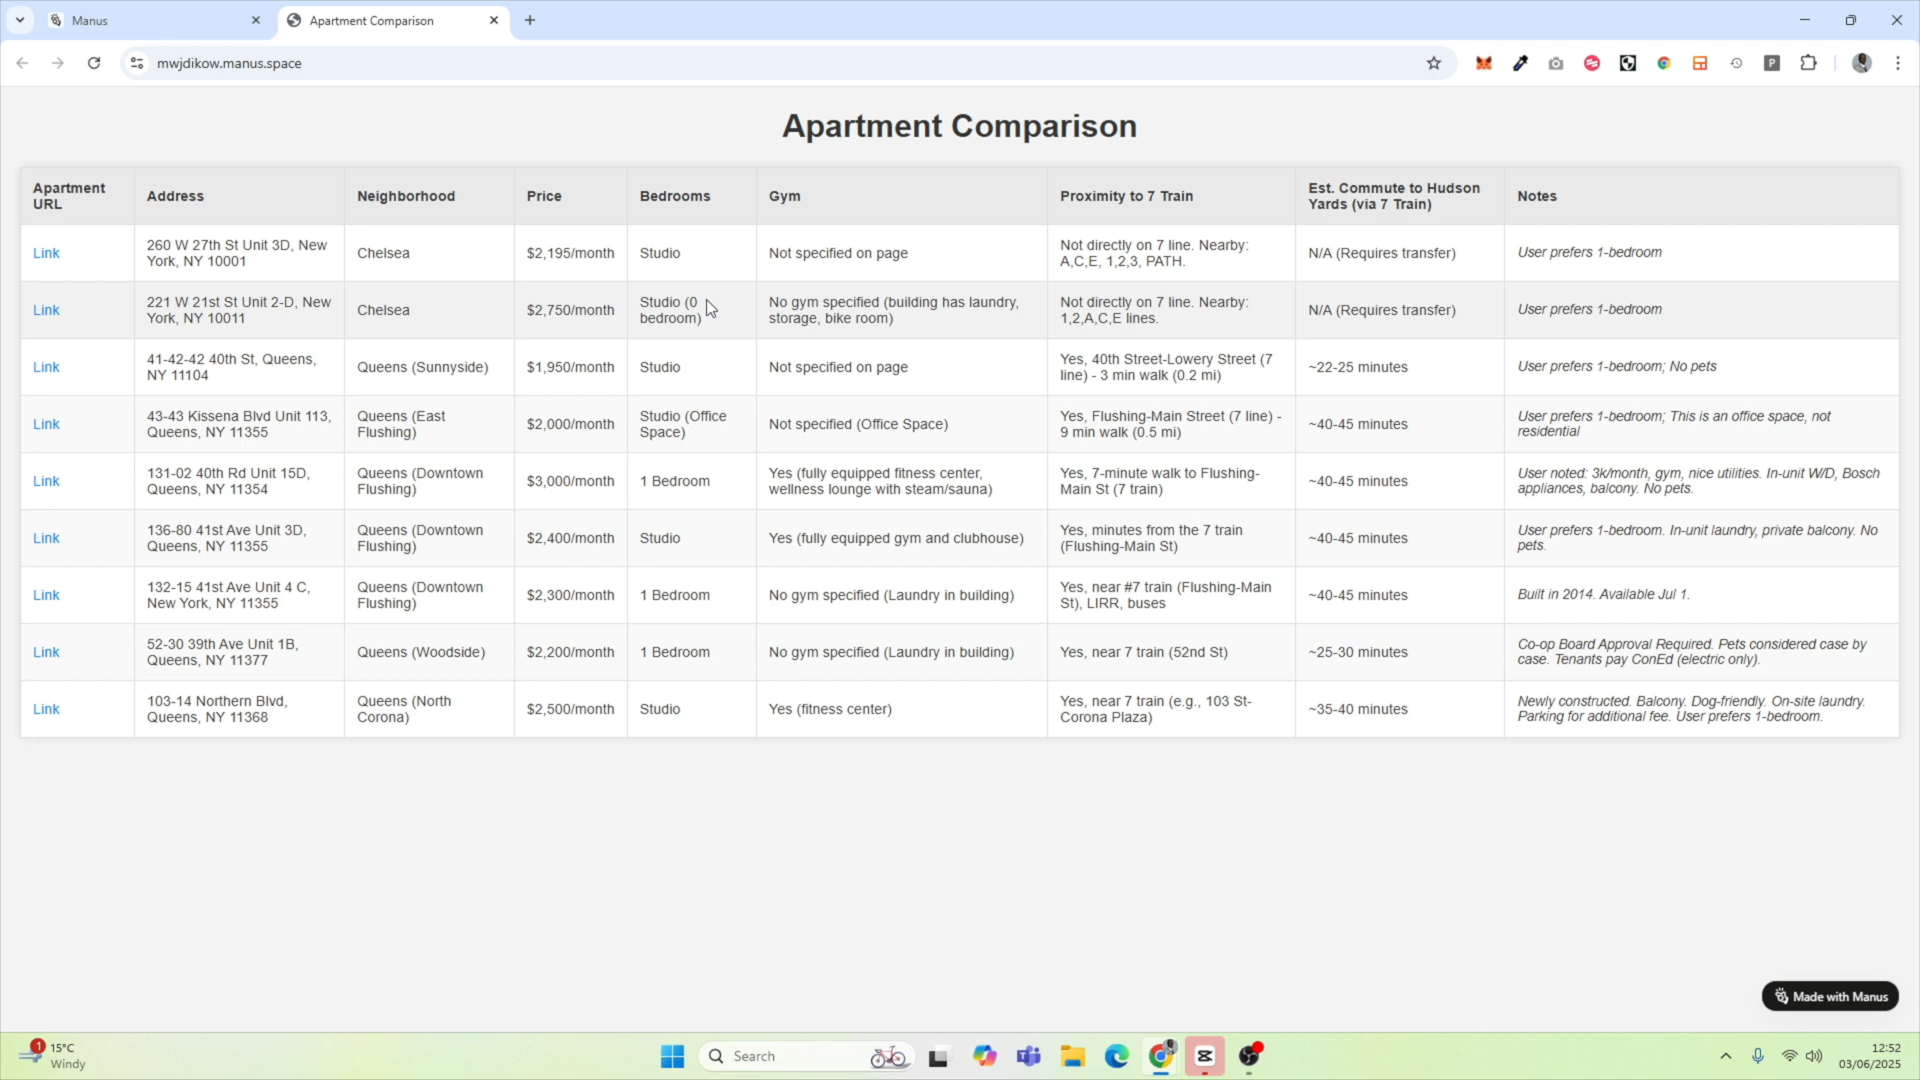 Manus
Apartment Comparison
mwjdikow.manus.space
P
Apartment Comparison
Apartment
URL
Address
Neighborhood
Price
Bedrooms
Gym
Proximity to 7 Train
Est. Commute to Hudson
Yards (via 7 Train)
Notes
Link
260 W 27th St Unit 3D, New
York, NY 10001
Chelsea
$2,195/month
Studio
Not specified on page
Not directly on 7 line. Nearby:
A,C,E, 1,2,3, PATH.
N/A (Requires transfer)
User prefers 1-bedroom
Link
221 W 21st St Unit 2-D, New
York, NY 10011
Chelsea
$2,750/month
Studio (0
bedroom)
No gym specified (building has laundry,
storage, bike room)
Not directly on 7 line. Nearby:
1,2,A,C,E lines.
N/A (Requires transfer)
User prefers 1-bedroom
Link
41-42-42 40th St, Queens,
NY 11104
Queens (Sunnyside)
$1,950/month
Studio
Not specified on page
Yes, 40th Street-Lowery Street (7
line) - 3 min walk (0.2 mi)
~22-25 minutes
User prefers 1-bedroom; No pets
Link
43-43 Kissena Blvd Unit 113,
Queens, NY 11355
Queens (East
Flushing)
$2,000/month
Studio (Office
Space)
Not specified (Office Space)
Yes, Flushing-Main Street (7 line) -
9 min walk (0.5 mi)
~40-45 minutes
User prefers 1-bedroom; This is an office space, not
residential
Link
131-02 40th Rd Unit 15D,
Queens, NY 11354
Queens (Downtown
Flushing)
$3,000/month
1 Bedroom
Yes (fully equipped fitness center,
wellness lounge with steam/sauna)
Yes, 7-minute walk to Flushing-
Main St (7 train)
~40-45 minutes
User noted: 3k/month, gym, nice utilities. In-unit W/D, Bosch
appliances, balcony. No pets.
Link
136-80 41st Ave Unit 3D,
Queens, NY 11355
Queens (Downtown
Flushing)
$2,400/month
Studio
Yes (fully equipped gym and clubhouse)
Yes, minutes from the 7 train
(Flushing-Main St)
~40-45 minutes
User prefers 1-bedroom. In-unit laundry, private balcony. No
pets.
Link
132-15 41st Ave Unit 4 C,
New York, NY 11355
Queens (Downtown
Flushing)
$2,300/month
1 Bedroom
No gym specified (Laundry in building)
Yes, near #7 train (Flushing-Main
St), LIRR, buses
~40-45 minutes
Built in 2014. Available Jul 1.
Link
52-30 39th Ave Unit 1B,
Queens, NY 11377
Queens (Woodside)
$2,200/month
1 Bedroom
No gym specified (Laundry in building)
Yes, near 7 train (52nd St)
~25-30 minutes
Co-op Board Approval Required. Pets considered case by
case. Tenants pay ConEd (electric only).
Link
103-14 Northern Blvd,
Queens, NY 11368
Queens (North
Corona)
$2,500/month
Studio
Yes (fitness center)
Yes, near 7 train (e.g., 103 St-
Corona Plaza)
~35-40 minutes
Newly constructed. Balcony. Dog-friendly. On-site laundry.
Parking for additional fee. User prefers 1-bedroom.
Made with Manus
1
15°C
Windy
Search
12:52
03/06/2025